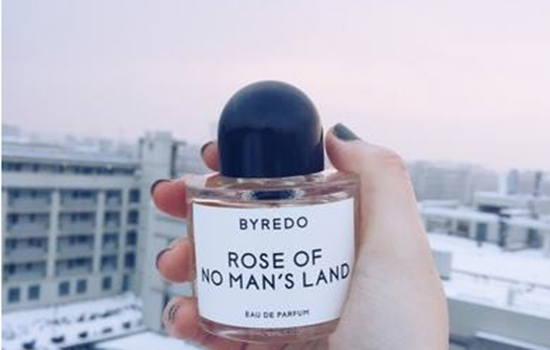 BYREDO
ROSE OF
NO MAN'S LAND
EAU DE PARFUM